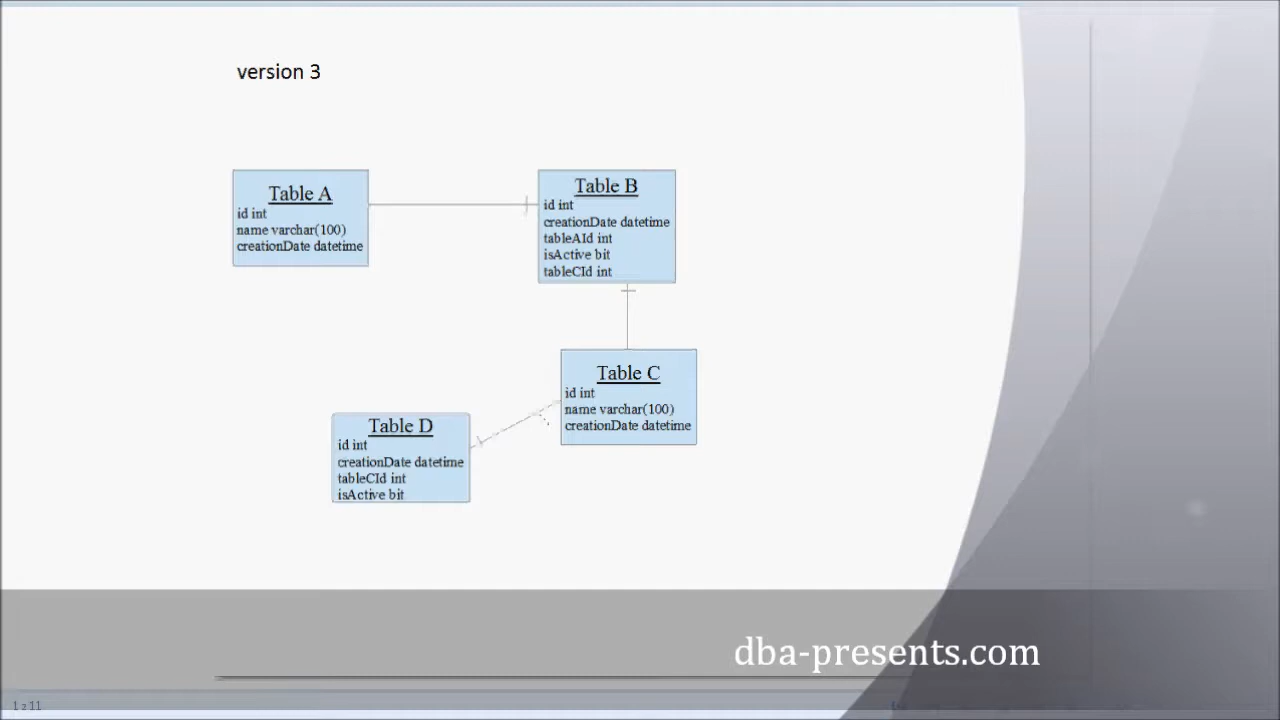 version 3
Table A
id int
name varchar(100)
creationDate datetime
Table B
id int
creationDate datetime
tableAId int
isActive bit
tableCId int
Table C
id int
name varchar(100)
creationDate datetime
Table D
id int
creationDate datetime
tableCId int
isActive bit
dba-presents.com
1 z 11